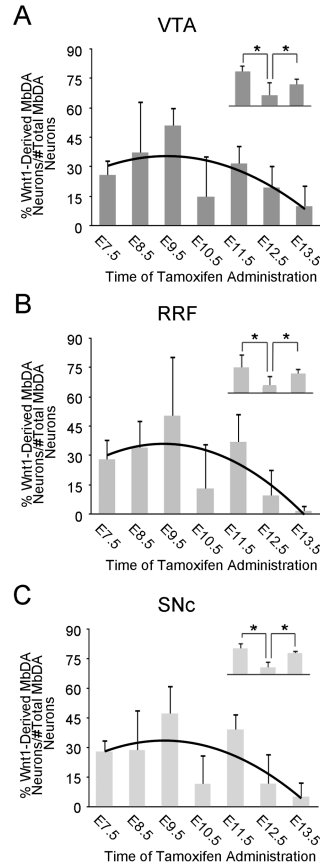 A
VTA
% Wnt1-Derived MbDA
Neurons/#Total MbDA
Neurons
90
75
60
45
30
15
0
* *
E7.5 E8.5 E9.5 E10.5 E11.5 E12.5 E13.5
Time of Tamoxifen Administration
B
RRF
% Wnt1-Derived MbDA
Neurons/#Total MbDA
Neurons
90
75
60
45
30
15
0
* *
E7.5 E8.5 E9.5 E10.5 E11.5 E12.5 E13.5
Time of Tamoxifen Administration
C
SNc
% Wnt1-Derived MbDA
Neurons/#Total MbDA
Neurons
90
75
60
45
30
15
0
* *
E7.5 E8.5 E9.5 E10.5 E11.5 E12.5 E13.5
Time of Tamoxifen Administration